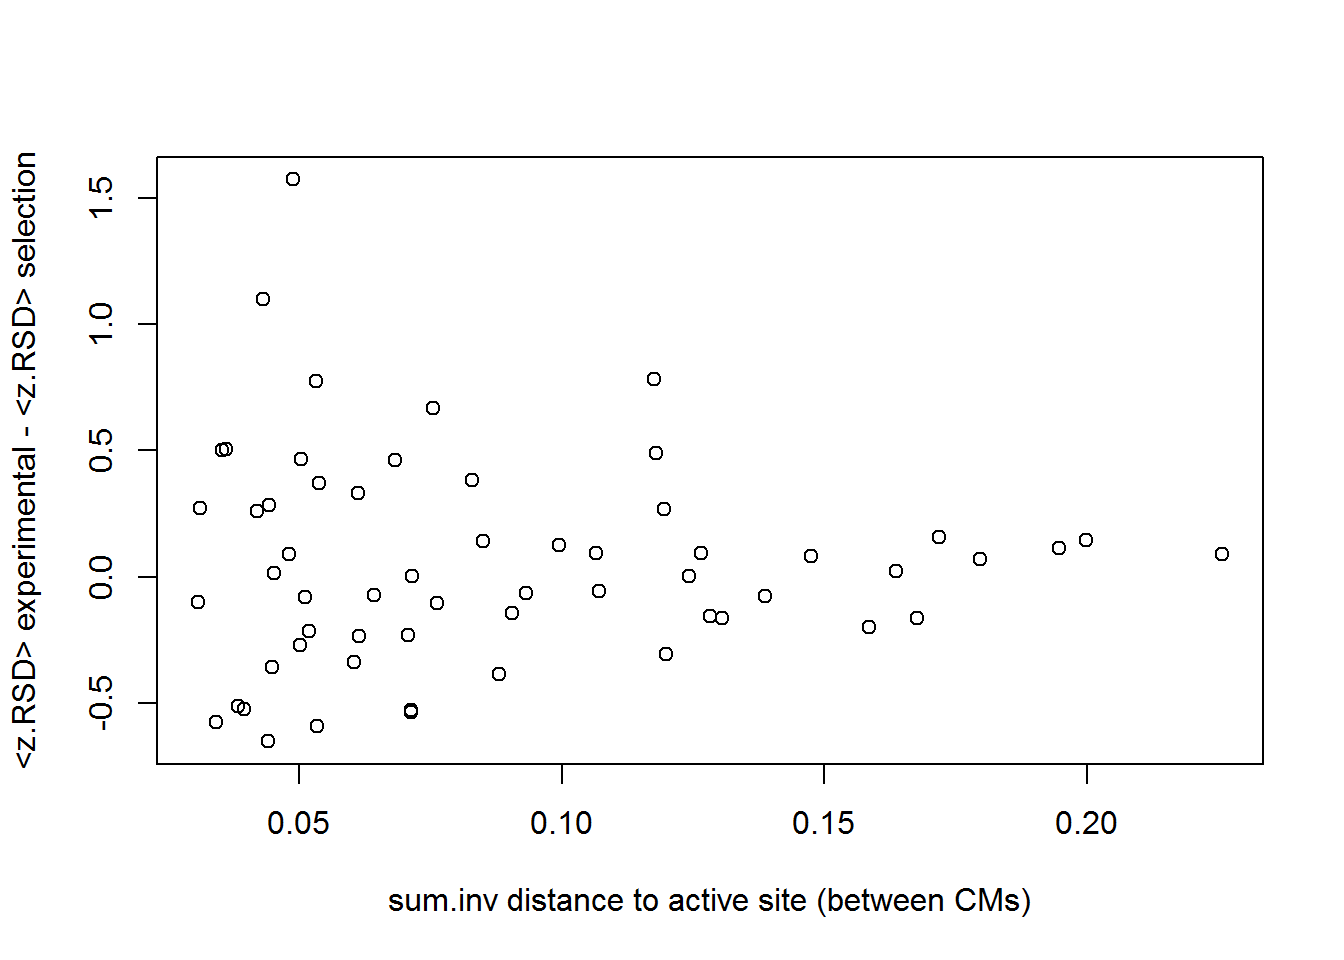 <z.RSD> experimental - <z.RSD> selection
1.5
1.0
0.5
0.0
-0.5
0.05 0.10 0.15 0.20
sum.inv distance to active site (between CMs)